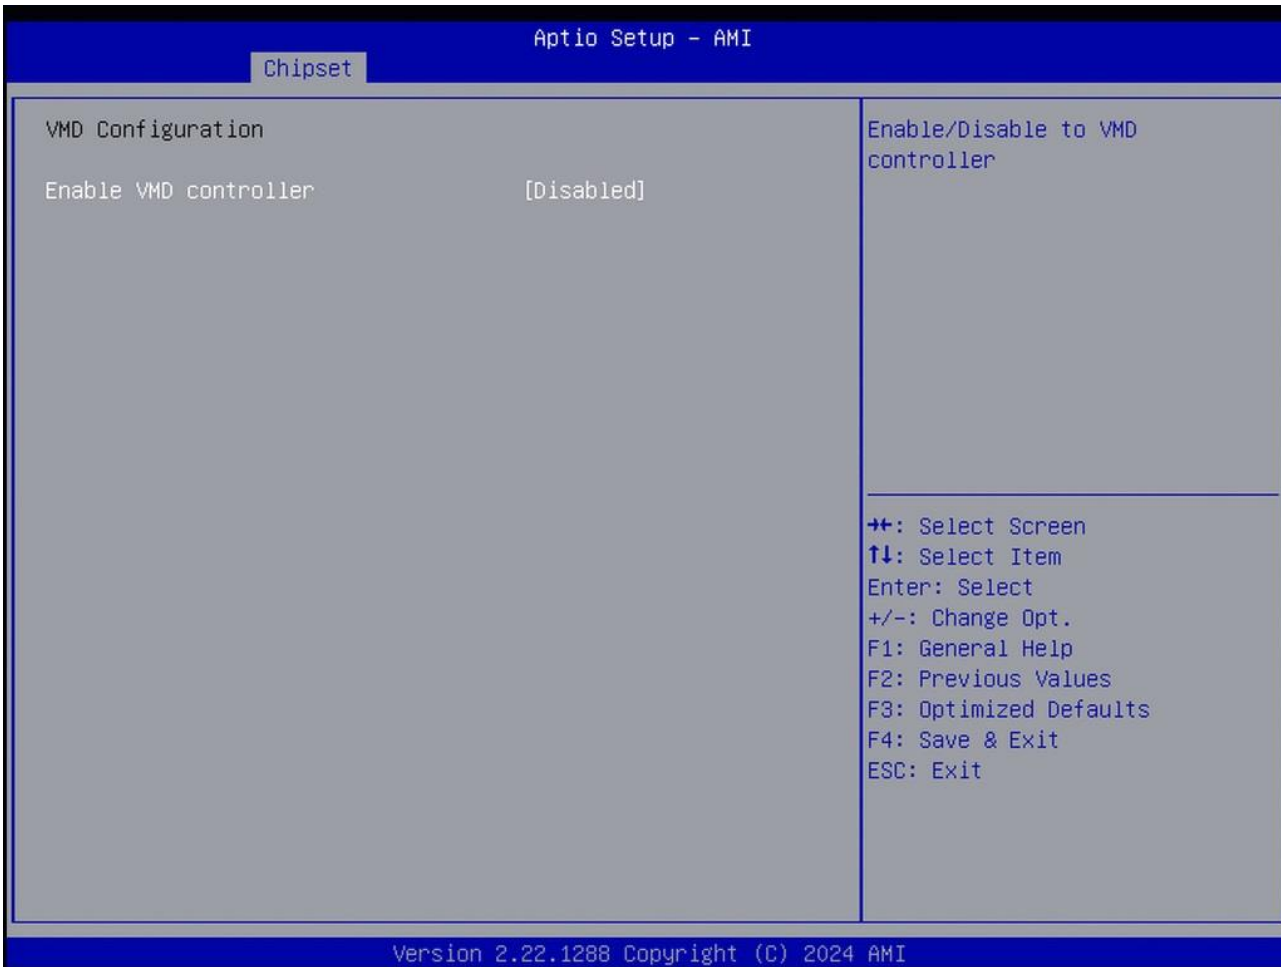 Aptio Setup - AMI
Chipset
VMD Configuration
Enable VMD controller [Disabled]
Enable/Disable to VMD
controller
→←: Select Screen
↑↓: Select Item
Enter: Select
+/-: Change Opt.
F1: General Help
F2: Previous Values
F3: Optimized Defaults
F4: Save & Exit
ESC: Exit
Version 2.22.1288 Copyright (C) 2024 AMI